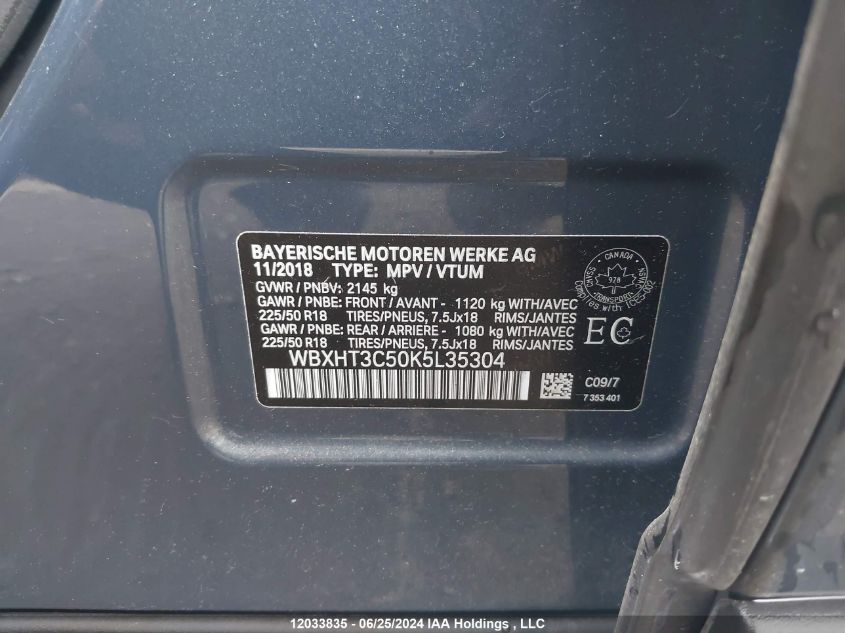 BAYERISCHE MOTOREN WERKE AG
11/2018 TYPE: MPV / VTUM
GVWR / PNBV: 2145 kg
GAWR / PNBE: FRONT / AVANT - 1120 kg WITH/AVEC
225/50 R18 TIRES/PNEUS, 7.5Jx18 RIMS/JANTES
GAWR / PNBE: REAR / ARRIERE - 1080 kg WITH/AVEC
225/50 R18 TIRES/PNEUS, 7.5Jx18 RIMS/JANTES
WBXHT3C50K5L35304
CANADA
978
TRANSPORT
EC
C09/7
7 353 401
12033835 - 06/25/2024 IAA Holdings, LLC